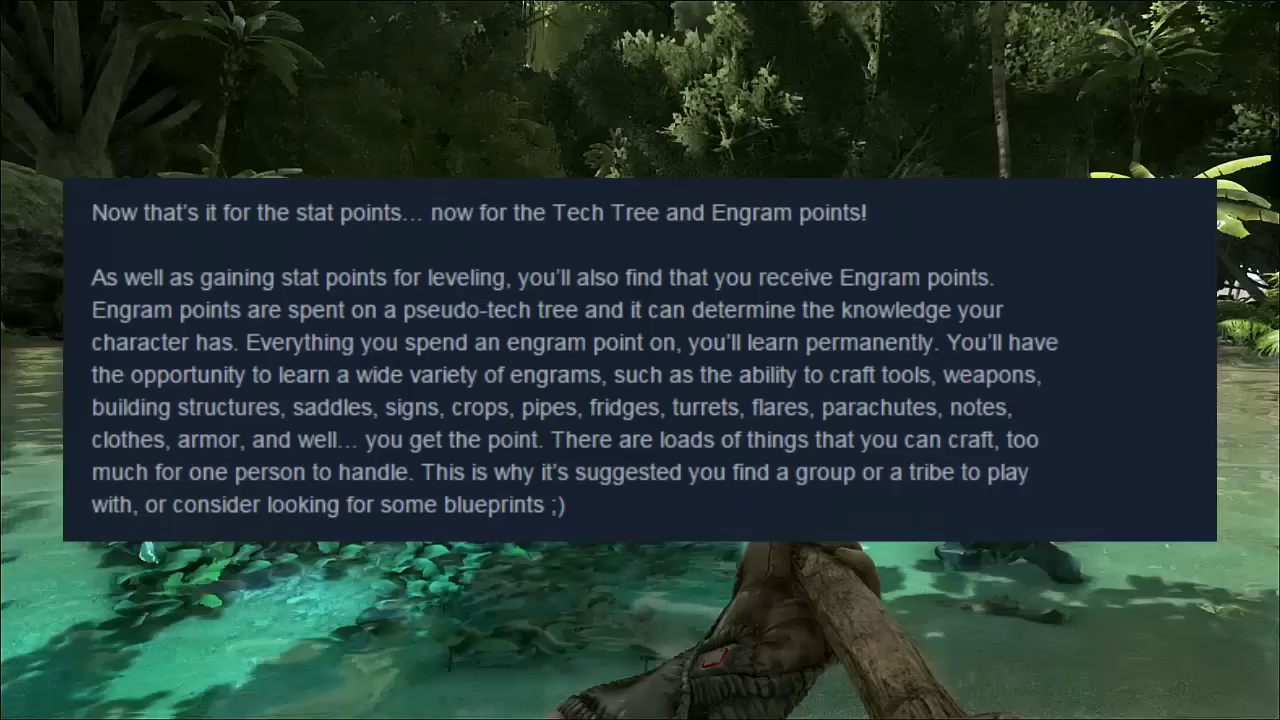 Now that’s it for the stat points… now for the Tech Tree and Engram points!
As well as gaining stat points for leveling, you’ll also find that you receive Engram points.
Engram points are spent on a pseudo-tech tree and it can determine the knowledge your
character has. Everything you spend an engram point on, you’ll learn permanently. You’ll have
the opportunity to learn a wide variety of engrams, such as the ability to craft tools, weapons,
building structures, saddles, signs, crops, pipes, fridges, turrets, flares, parachutes, notes,
clothes, armor, and well… you get the point. There are loads of things that you can craft, too
much for one person to handle. This is why it’s suggested you find a group or a tribe to play
with, or consider looking for some blueprints ;)